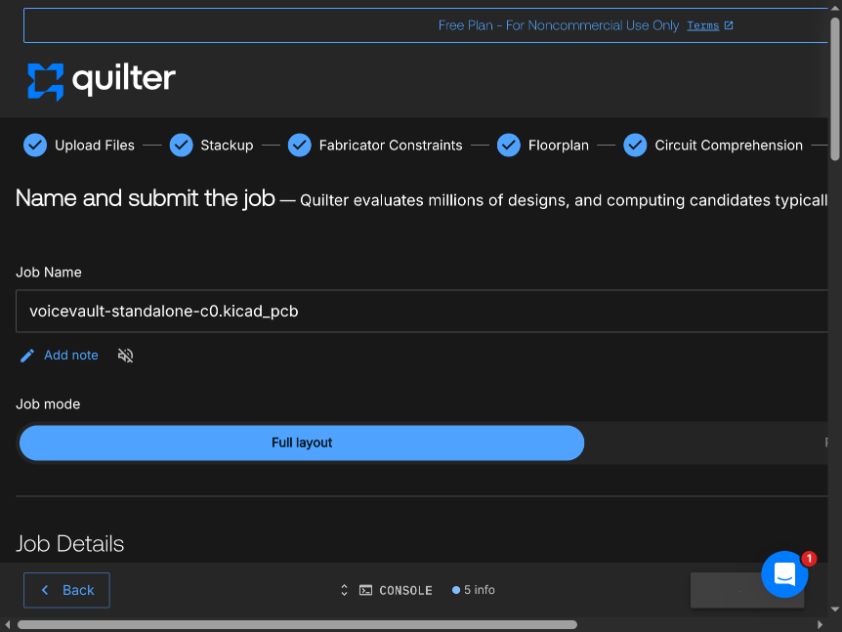 Free Plan - For Noncommercial Use Only Terms
quilter
Upload Files
Stackup
Fabricator Constraints
Floorplan
Circuit Comprehension
Name and submit the job — Quilter evaluates millions of designs, and computing candidates typicall
Job Name
voicevault-standalone-c0.kicad_pcb
Add note
Job mode
Full layout
Job Details
Back
CONSOLE
5 info
1